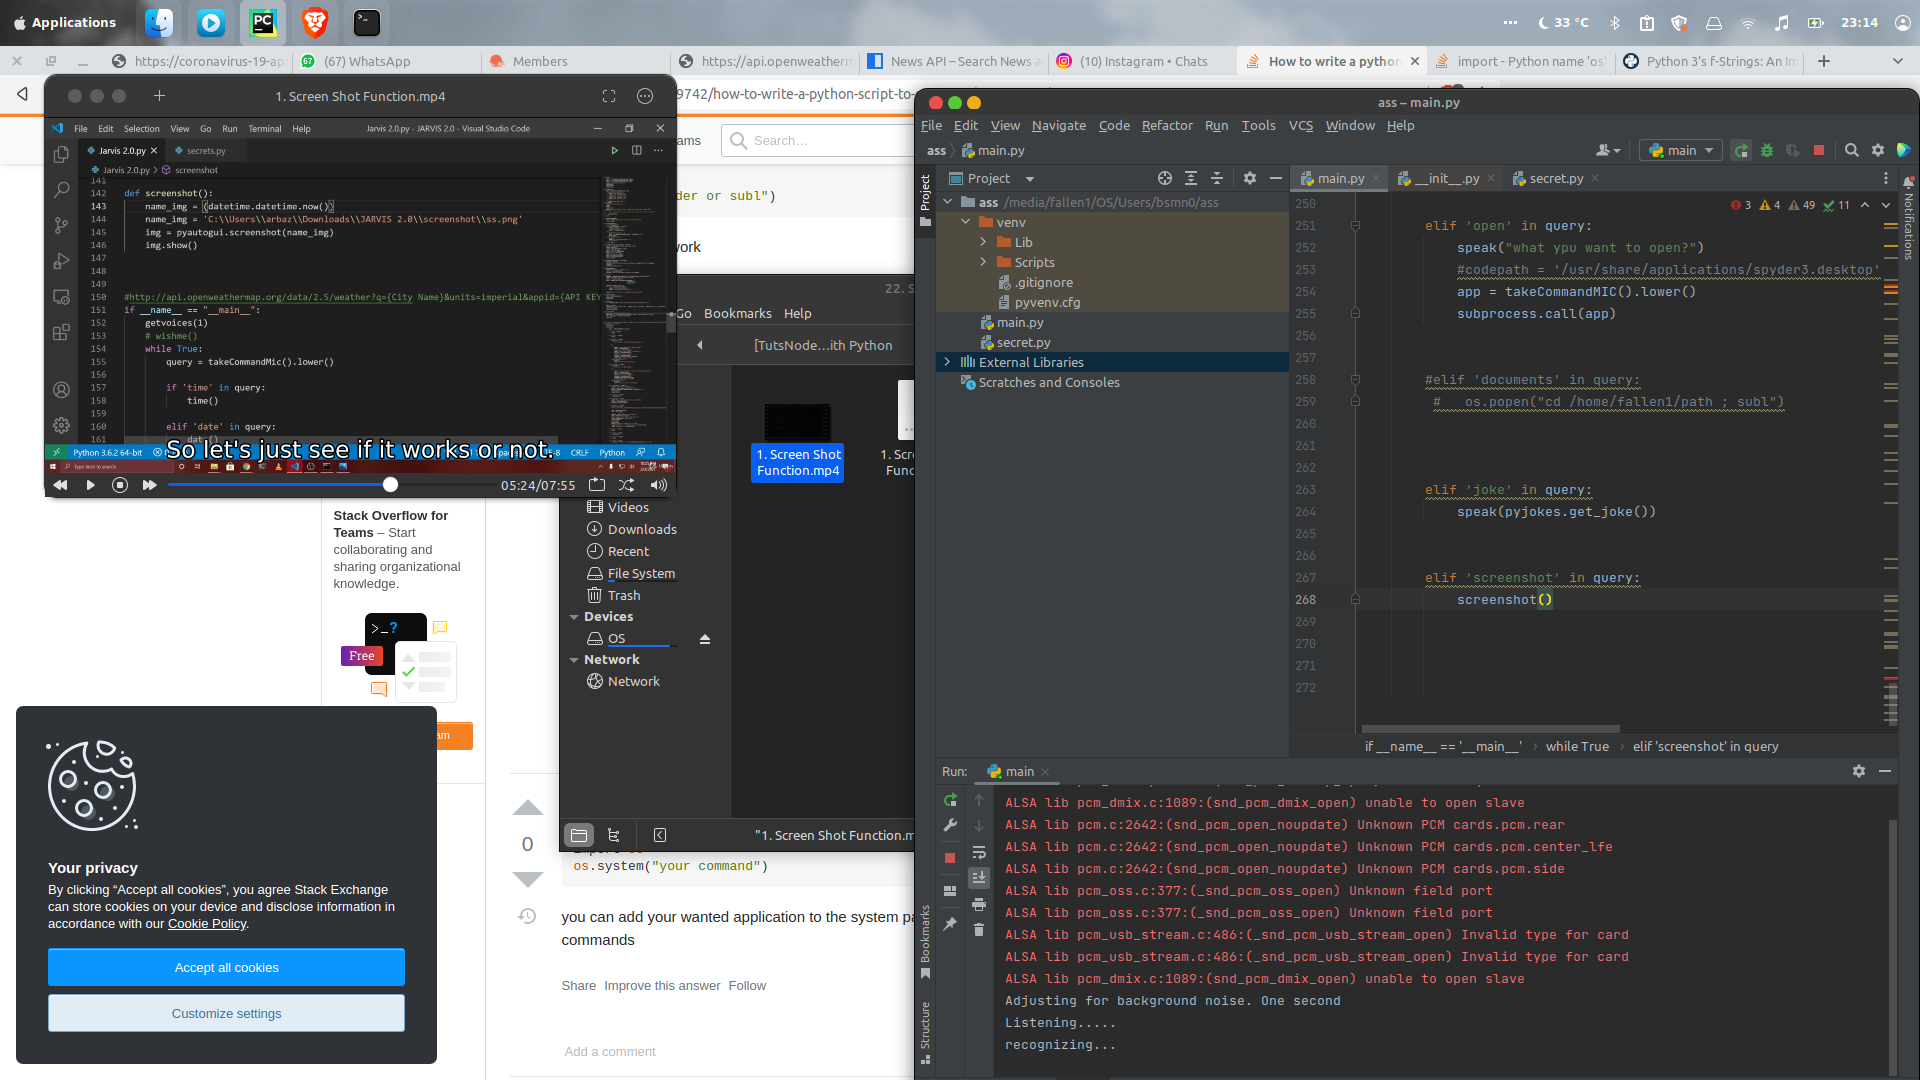 Applications
33 °C
23:14
https://coronavirus-19-ap
(67) WhatsApp
Members
https://api.openweatherm
News API – Search News a
(10) Instagram • Chats
How to write a python
import - Python name 'os'
Python 3's f-Strings: An Im
9742/how-to-write-a-python-script-to-
ams
Search…
der or subl")
work
1. Screen Shot Function.mp4
File Edit Selection View Go Run Terminal Help
Jarvis 2.0.py - JARVIS 2.0 - Visual Studio Code
Jarvis 2.0.py
secrets.py
Jarvis 2.0.py > screenshot
141
142 def screenshot():
143 name_img = (datetime.datetime.now())
144 name_img = 'C:\\Users\\arbaz\\Downloads\\JARVIS 2.0\\screenshot\\ss.png'
145 img = pyautogui.screenshot(name_img)
146 img.show()
147
148
149
150 #http://api.openweathermap.org/data/2.5/weather?q={City Name}&units=imperial&appid={API KEY
151 if __name__ == "__main__":
152 getvoices(1)
153 # wishme()
154 while True:
155 query = takeCommandMic().lower()
156
157 if 'time' in query:
158 time()
159
160 elif 'date' in query:
161
Python 3.6.2 64-bit
CRLF
Python
So let's just see if it works or not.
05:24/07:55
22. S
Go Bookmarks Help
[TutsNode…ith Python
1. Screen Shot
Function.mp4
1. Scre
Func
Videos
Downloads
Recent
File System
Trash
Devices
OS
Network
Network
"1. Screen Shot Function.m
Stack Overflow for
Teams – Start
collaborating and
sharing organizational
knowledge.
>_?
Free
am
Your privacy
By clicking “Accept all cookies”, you agree Stack Exchange
can store cookies on your device and disclose information in
accordance with our Cookie Policy.
Accept all cookies
Customize settings
0
os.system("your command")
you can add your wanted application to the system pa
commands
Share Improve this answer Follow
Add a comment
ass – main.py
File Edit View Navigate Code Refactor Run Tools VCS Window Help
ass
main.py
main
Project
Project
main.py
__init__.py
secret.py
Notifications
ass /media/fallen1/OS/Users/bsmn0/ass
venv
Lib
Scripts
.gitignore
pyvenv.cfg
main.py
secret.py
External Libraries
Scratches and Consoles
3 4 49 11
250
251 elif 'open' in query:
252 speak("what ypu want to open?")
253 #codepath = '/usr/share/applications/spyder3.desktop'
254 app = takeCommandMIC().lower()
255 subprocess.call(app)
256
257
258 #elif 'documents' in query:
259 # os.popen("cd /home/fallen1/path ; subl")
260
261
262
263 elif 'joke' in query:
264 speak(pyjokes.get_joke())
265
266
267 elif 'screenshot' in query:
268 screenshot()
269
270
271
272
if __name__ == '__main__' › while True › elif 'screenshot' in query
Run: main
ALSA lib pcm_dmix.c:1089:(snd_pcm_dmix_open) unable to open slave
ALSA lib pcm.c:2642:(snd_pcm_open_noupdate) Unknown PCM cards.pcm.rear
ALSA lib pcm.c:2642:(snd_pcm_open_noupdate) Unknown PCM cards.pcm.center_lfe
ALSA lib pcm.c:2642:(snd_pcm_open_noupdate) Unknown PCM cards.pcm.side
ALSA lib pcm_oss.c:377:(_snd_pcm_oss_open) Unknown field port
ALSA lib pcm_oss.c:377:(_snd_pcm_oss_open) Unknown field port
ALSA lib pcm_usb_stream.c:486:(_snd_pcm_usb_stream_open) Invalid type for card
ALSA lib pcm_usb_stream.c:486:(_snd_pcm_usb_stream_open) Invalid type for card
ALSA lib pcm_dmix.c:1089:(snd_pcm_dmix_open) unable to open slave
Adjusting for background noise. One second
Listening.....
recognizing...
Bookmarks
Structure